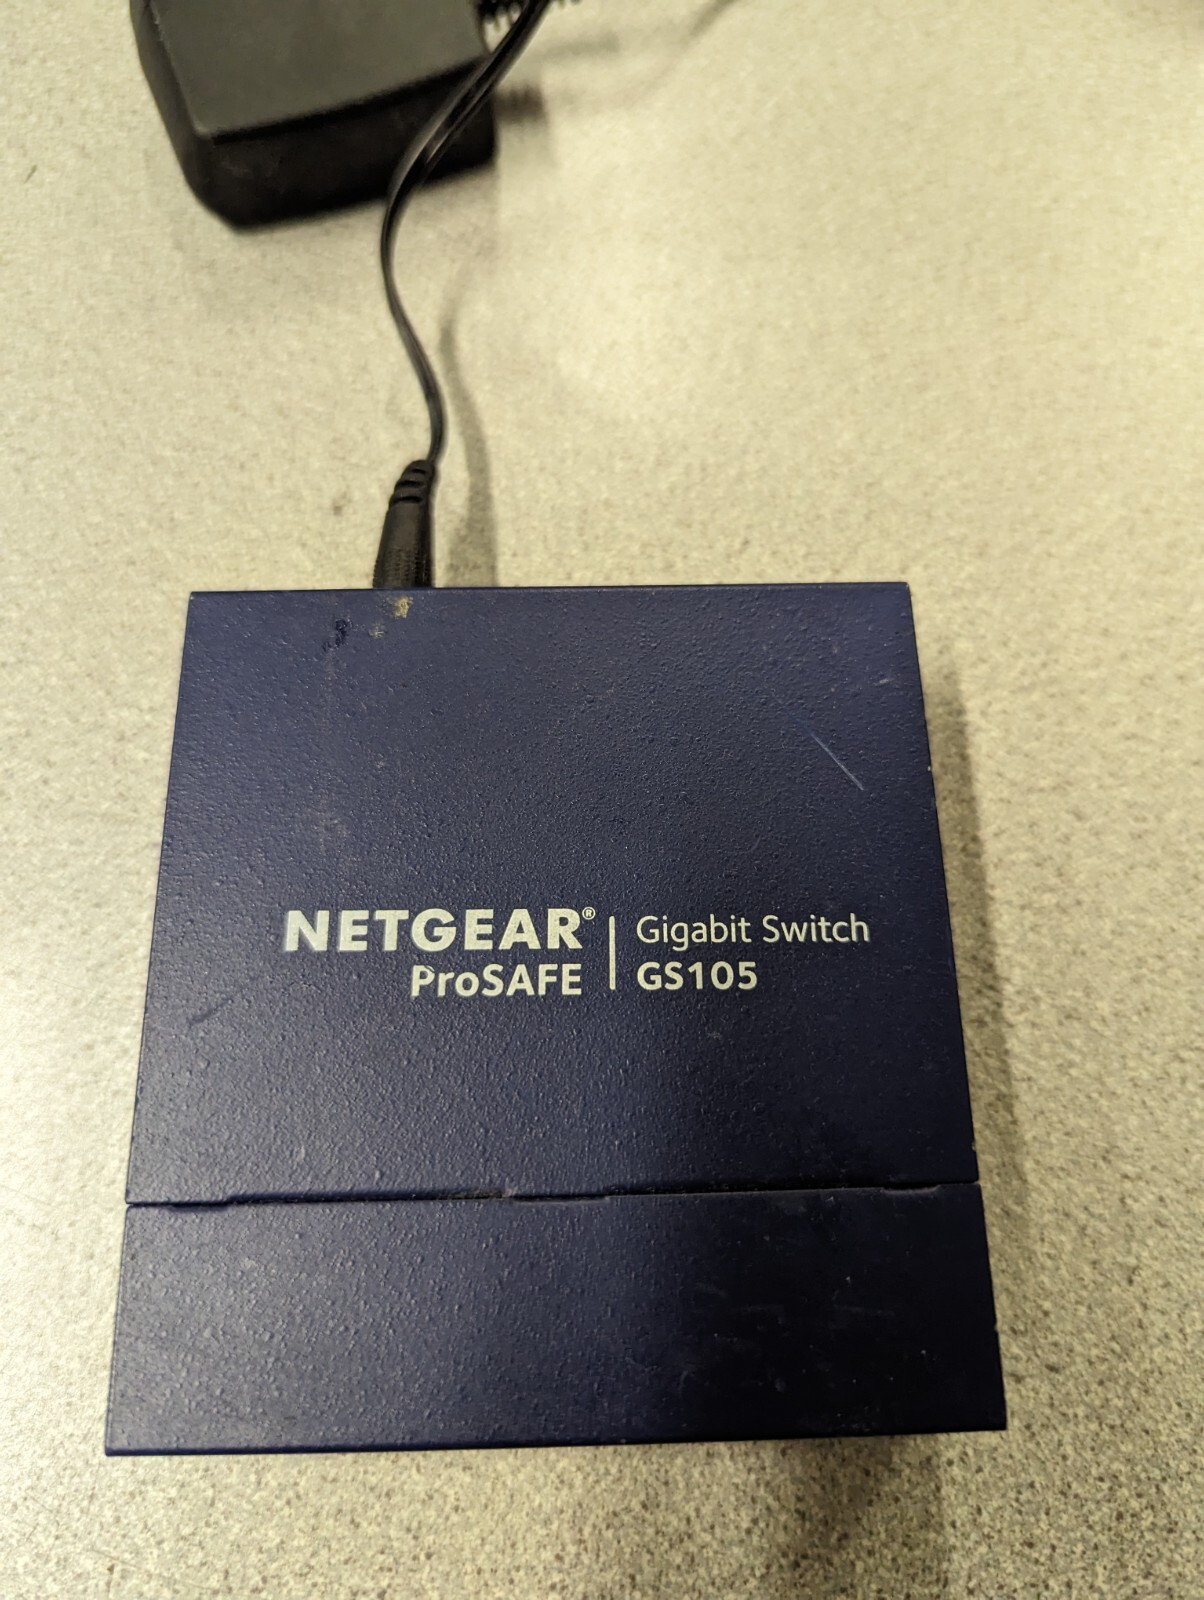 NETGEAR®
ProSAFE
Gigabit Switch
GS105